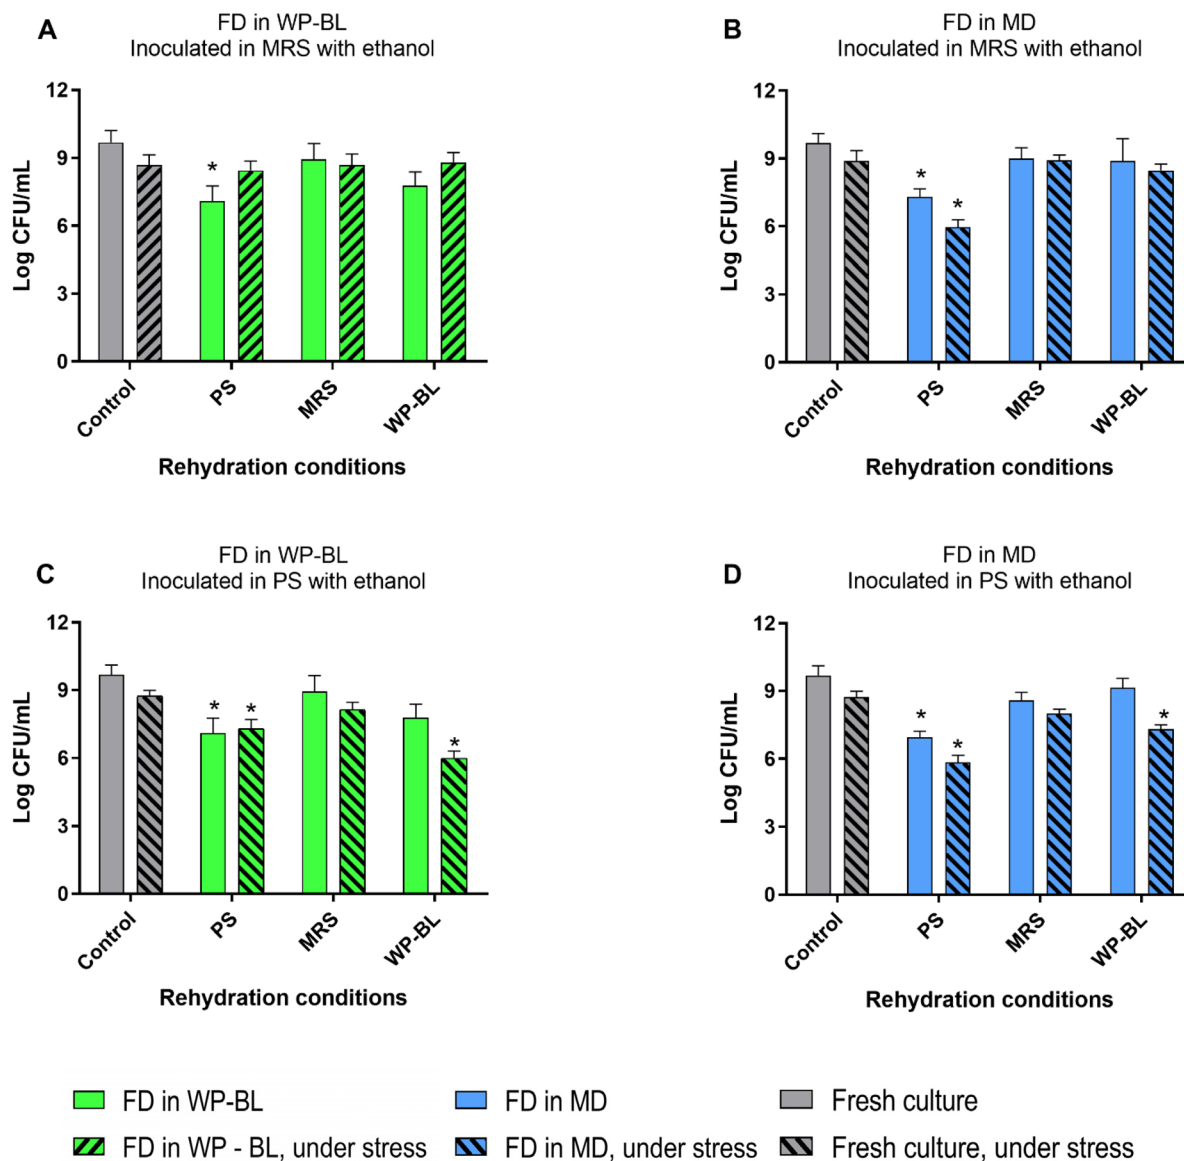 A
FD in WP-BL
Inoculated in MRS with ethanol
Log CFU/mL
12
9
6
3
0
*
Control
PS
MRS
WP-BL
Rehydration conditions
B
FD in MD
Inoculated in MRS with ethanol
Log CFU/mL
12
9
6
3
0
*
*
Control
PS
MRS
WP-BL
Rehydration conditions
C
FD in WP-BL
Inoculated in PS with ethanol
Log CFU/mL
12
9
6
3
0
*
*
*
Control
PS
MRS
WP-BL
Rehydration conditions
D
FD in MD
Inoculated in PS with ethanol
Log CFU/mL
12
9
6
3
0
*
*
*
Control
PS
MRS
WP-BL
Rehydration conditions
FD in WP-BL
FD in MD
Fresh culture
FD in WP - BL, under stress
FD in MD, under stress
Fresh culture, under stress